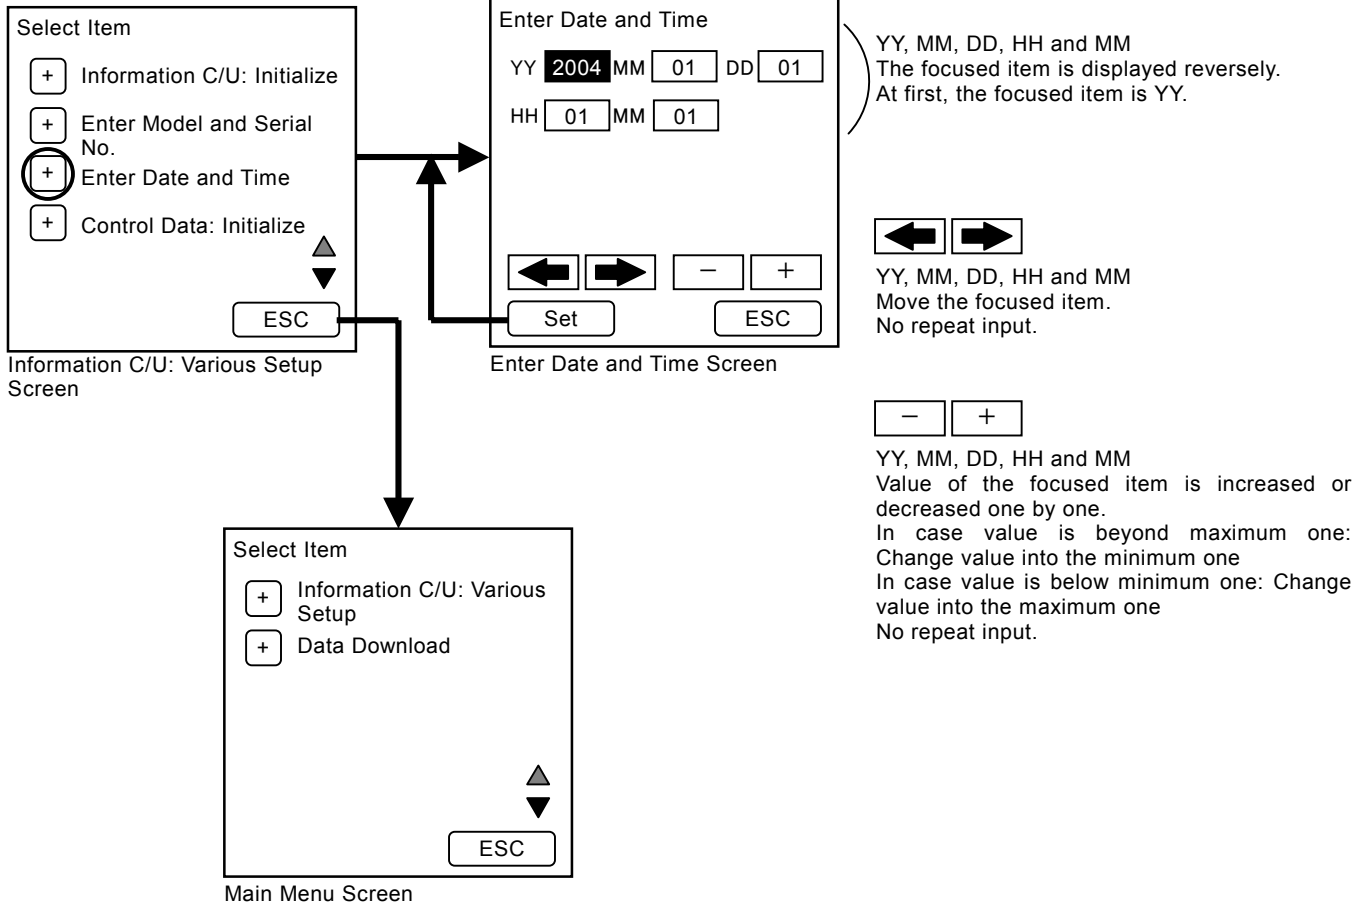 Select Item
+ Information C/U: Initialize
+ Enter Model and Serial
No.
+ Enter Date and Time
+ Control Data: Initialize
ESC
Information C/U: Various Setup
Screen
Enter Date and Time
YY 2004 MM 01 DD 01
HH 01 MM 01
− +
Set ESC
Enter Date and Time Screen
YY, MM, DD, HH and MM
The focused item is displayed reversely.
At first, the focused item is YY.
YY, MM, DD, HH and MM
Move the focused item.
No repeat input.
− +
YY, MM, DD, HH and MM
Value of the focused item is increased or
decreased one by one.
In case value is beyond maximum one:
Change value into the minimum one
In case value is below minimum one: Change
value into the maximum one
No repeat input.
Select Item
+ Information C/U: Various
Setup
+ Data Download
ESC
Main Menu Screen